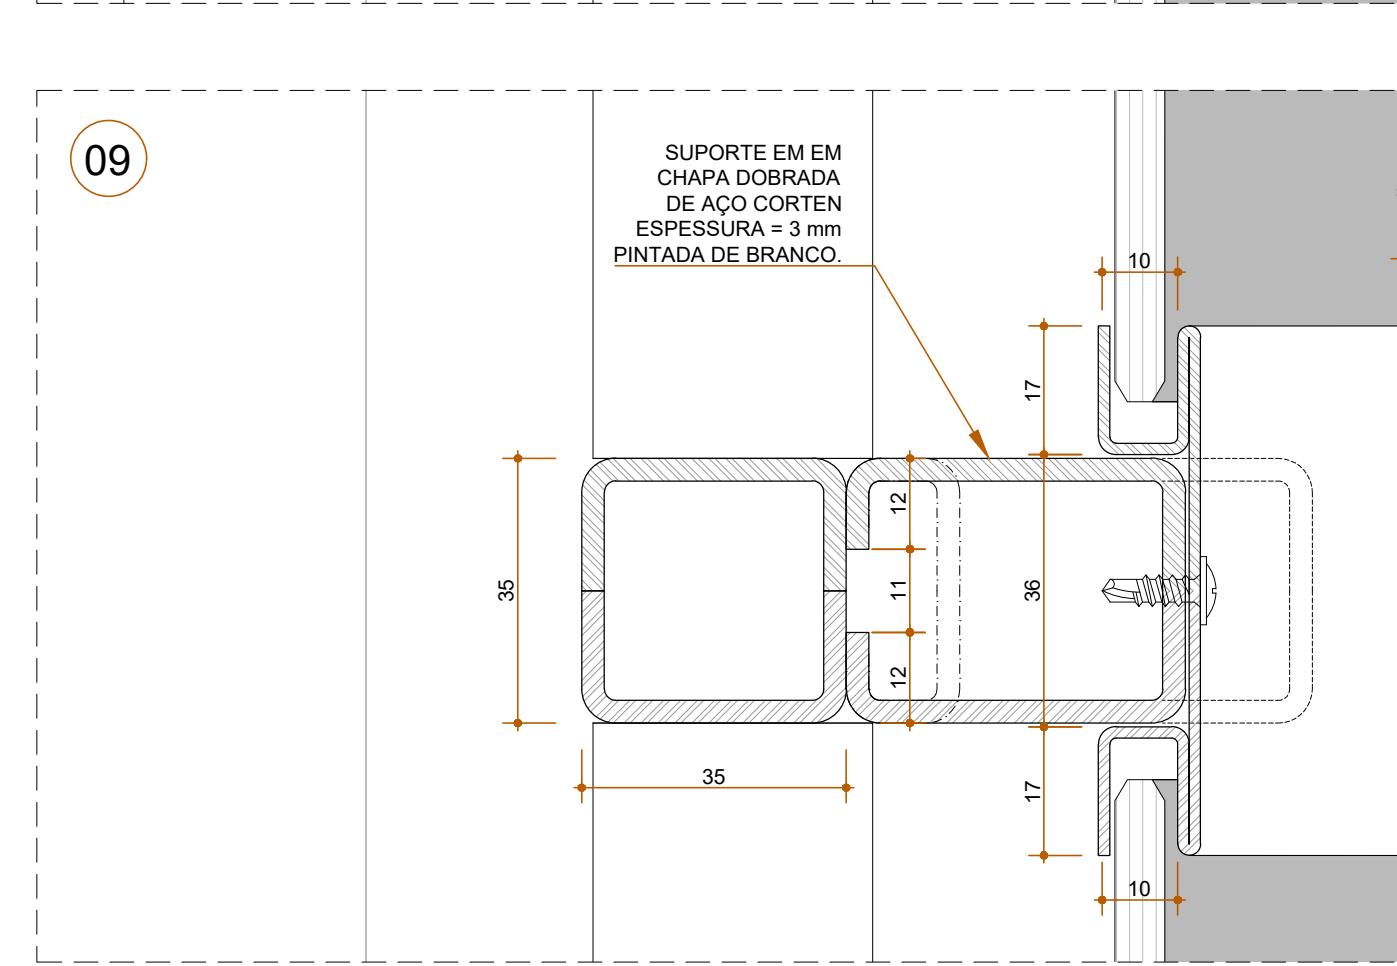 09
SUPORTE EM EM
CHAPA DOBRADA
DE AÇO CORTEN
ESPESSURA = 3 mm
PINTADA DE BRANCO.
10
17
12
35
11
36
12
35
17
10